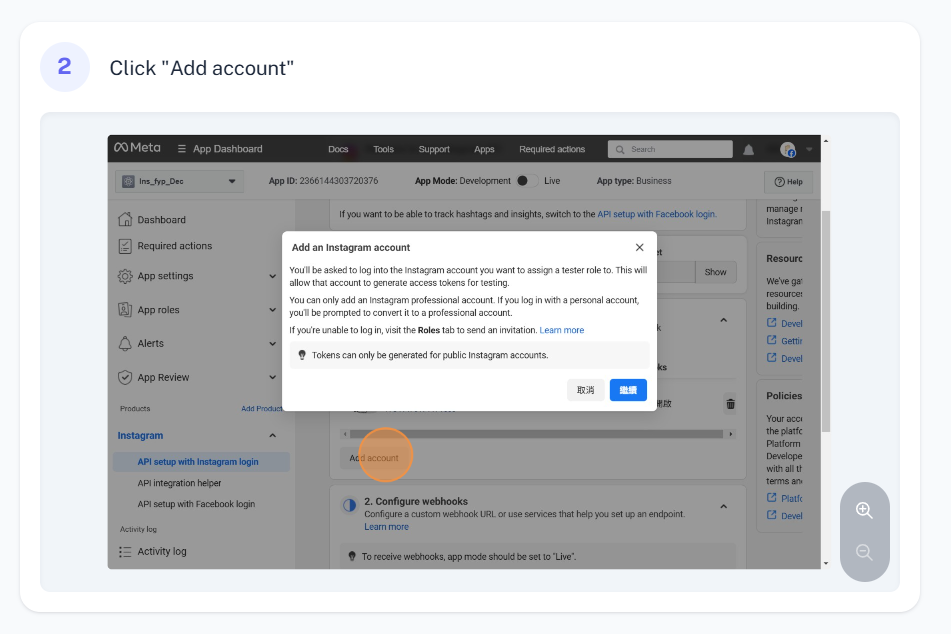 2
Click "Add account"
Meta
App Dashboard
Docs
Tools
Support
Apps
Required actions
Search
Ins_fyp_Dec
App ID: 2366144303720376
App Mode: Development
Live
App type: Business
Help
Dashboard
Required actions
App settings
App roles
Alerts
App Review
Products
Add Produc
Instagram
API setup with Instagram login
API integration helper
API setup with Facebook login
Activity log
Activity log
If you want to be able to track hashtags and insights, switch to the API setup with Facebook login.
Show
Add an Instagram account
You'll be asked to log into the Instagram account you want to assign a tester role to. This will
allow that account to generate access tokens for testing.
You can only add an Instagram professional account. If you log in with a personal account,
you'll be prompted to convert it to a professional account.
If you're unable to log in, visit the Roles tab to send an invitation. Learn more
Tokens can only be generated for public Instagram accounts.
取消
繼續
開啟
Add account
2. Configure webhooks
Configure a custom webhook URL or use services that help you set up an endpoint.
Learn more
To receive webhooks, app mode should be set to "Live".
Instagran
Resourc
We've gat
resources
building.
Devel
Gettin
Devel
Policies
Your acce
the platfo
Platform
Develope
with all th
terms an
Platfo
Devel